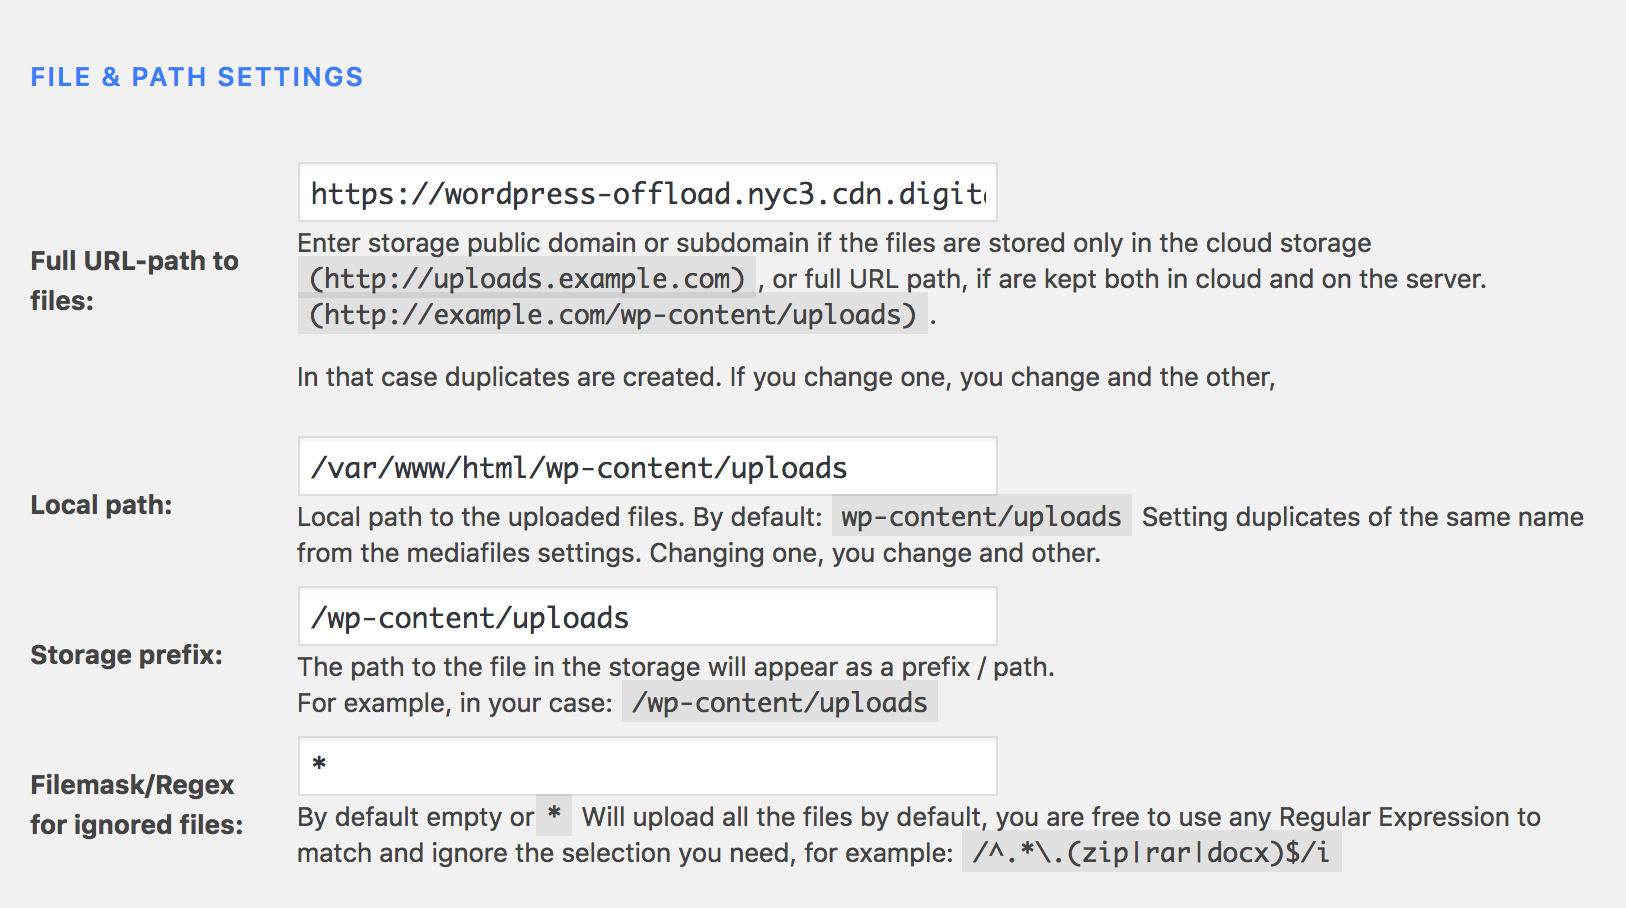 FILE & PATH SETTINGS
https://wordpress-offload.nyc3.cdn.digit
Full URL-path to
files:
Enter storage public domain or subdomain if the files are stored only in the cloud storage
(http://uploads.example.com) , or full URL path, if are kept both in cloud and on the server.
(http://example.com/wp-content/uploads) .
In that case duplicates are created. If you change one, you change and the other,
/var/www/html/wp-content/uploads
Local path:
Local path to the uploaded files. By default: wp-content/uploads Setting duplicates of the same name
from the mediafiles settings. Changing one, you change and other.
/wp-content/uploads
Storage prefix:
The path to the file in the storage will appear as a prefix / path.
For example, in your case: /wp-content/uploads
*
Filemask/Regex
for ignored files:
By default empty or * Will upload all the files by default, you are free to use any Regular Expression to
match and ignore the selection you need, for example: /^.*\.(zip|rar|docx)$/i